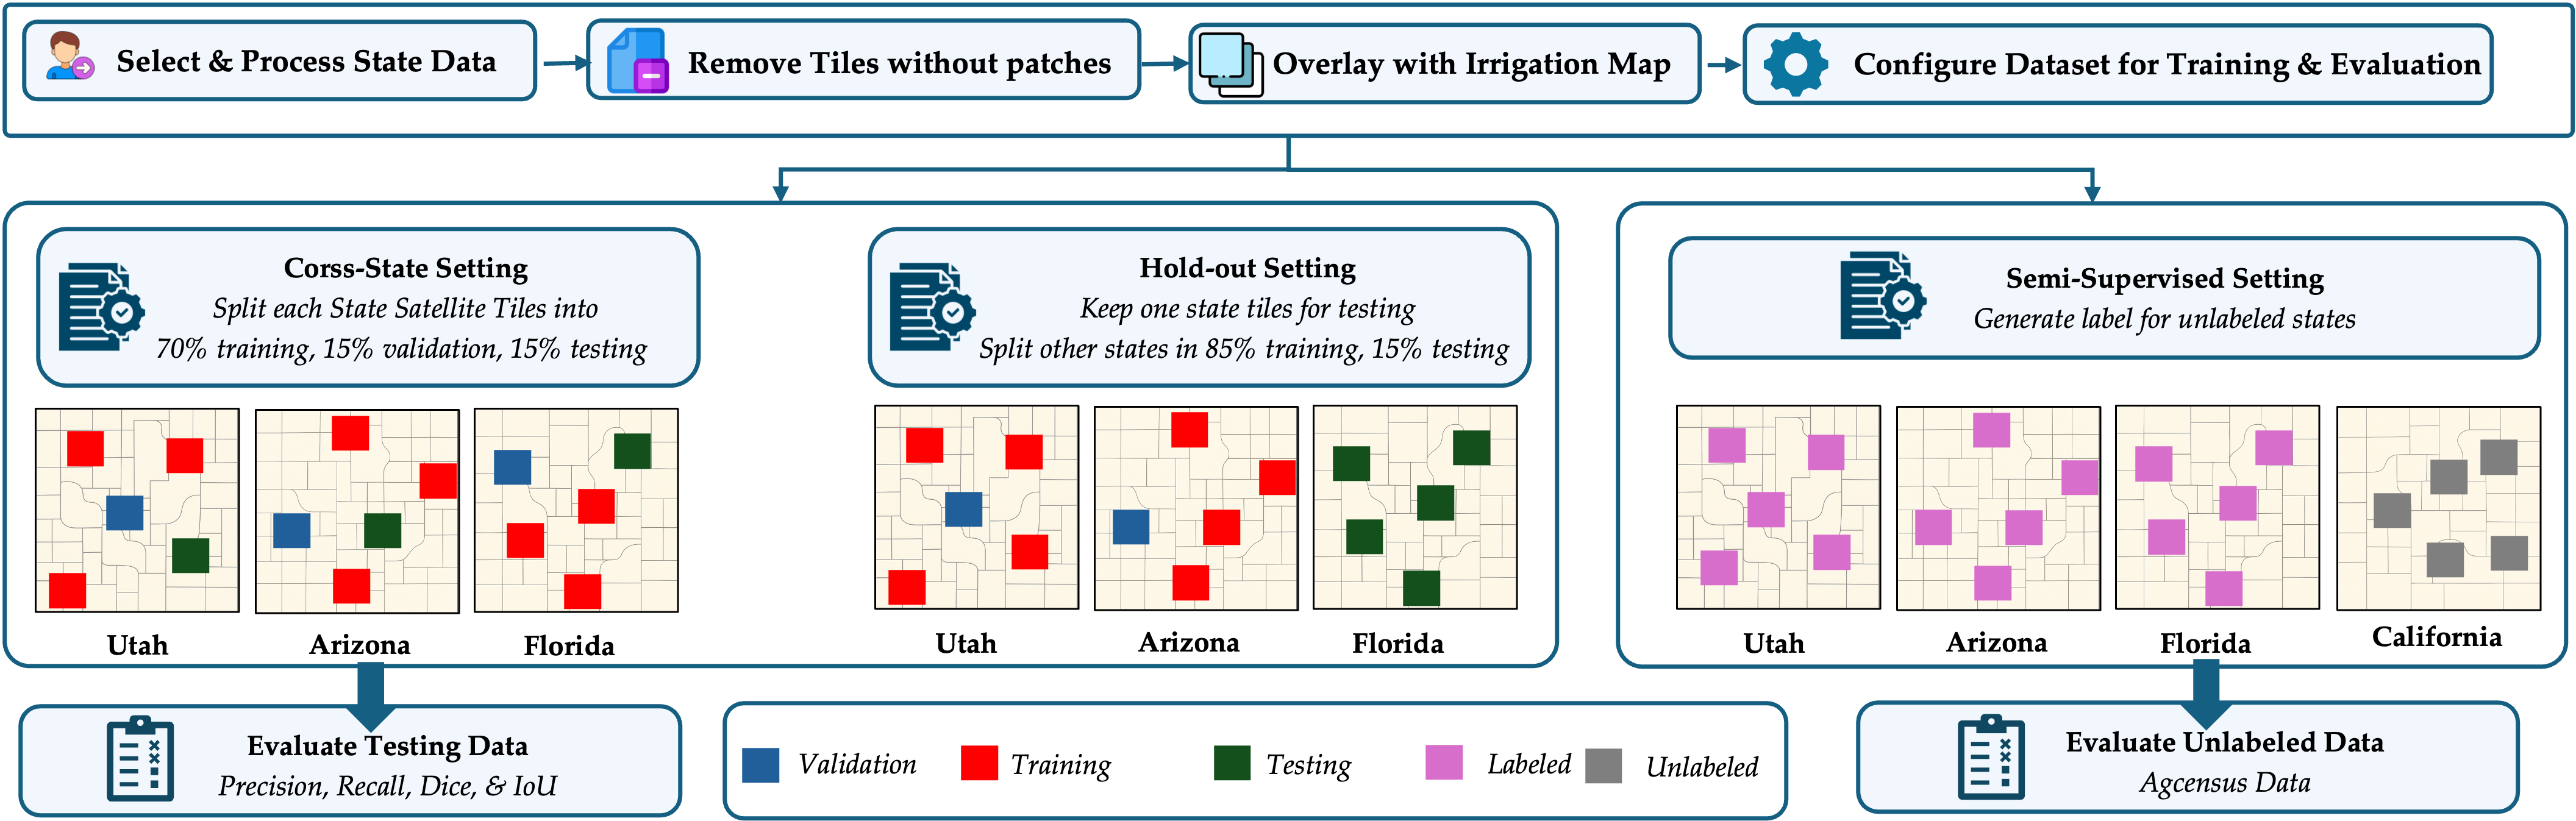 Select & Process State Data
Remove Tiles without patches
Overlay with Irrigation Map
Configure Dataset for Training & Evaluation
Corss-State Setting
Split each State Satellite Tiles into
70% training, 15% validation, 15% testing
Hold-out Setting
Keep one state tiles for testing
Split other states in 85% training, 15% testing
Semi-Supervised Setting
Generate label for unlabeled states
Utah
Arizona
Florida
Utah
Arizona
Florida
Utah
Arizona
Florida
California
Evaluate Testing Data
Precision, Recall, Dice, & IoU
Validation
Training
Testing
Labeled
Unlabeled
Evaluate Unlabeled Data
Agcensus Data